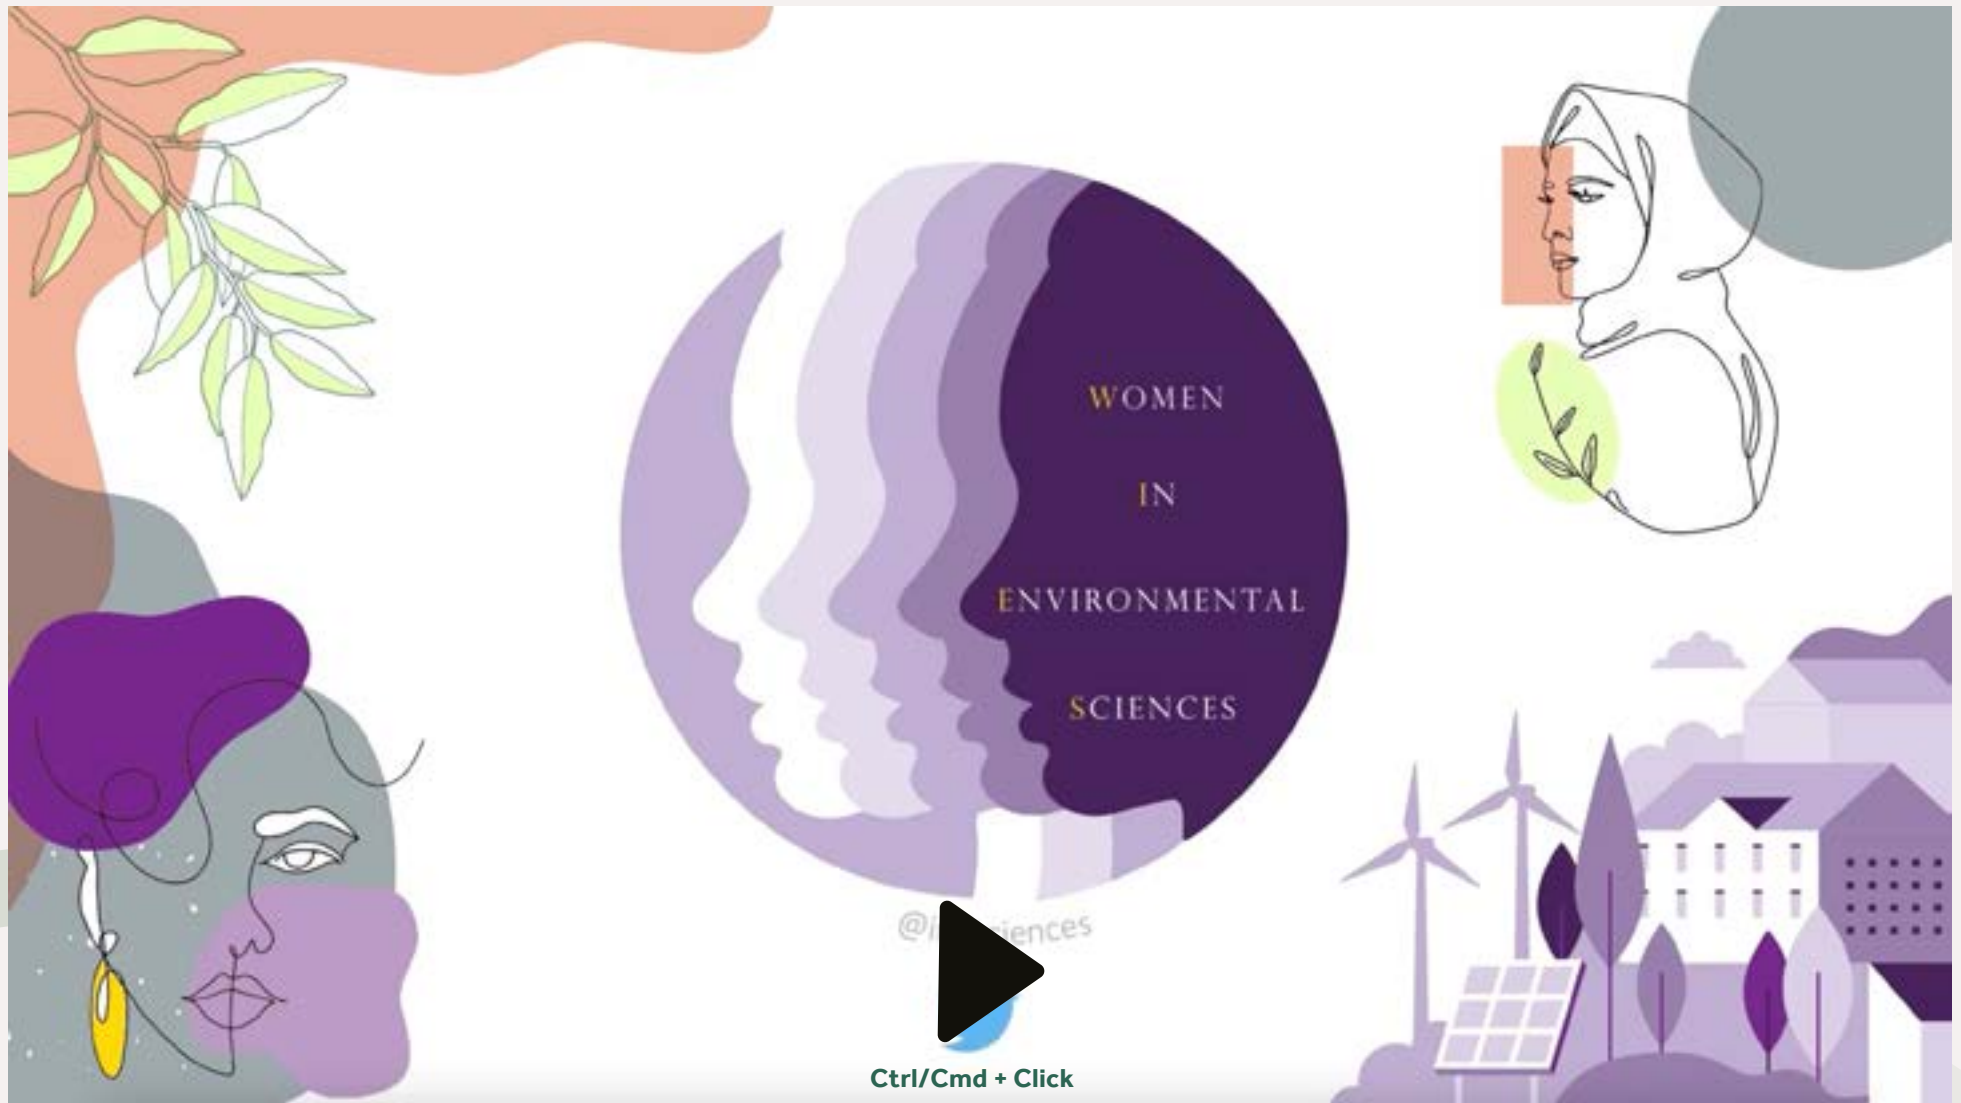 WOMEN
IN
ENVIRONMENTAL
SCIENCES
Ctrl/Cmd + Click